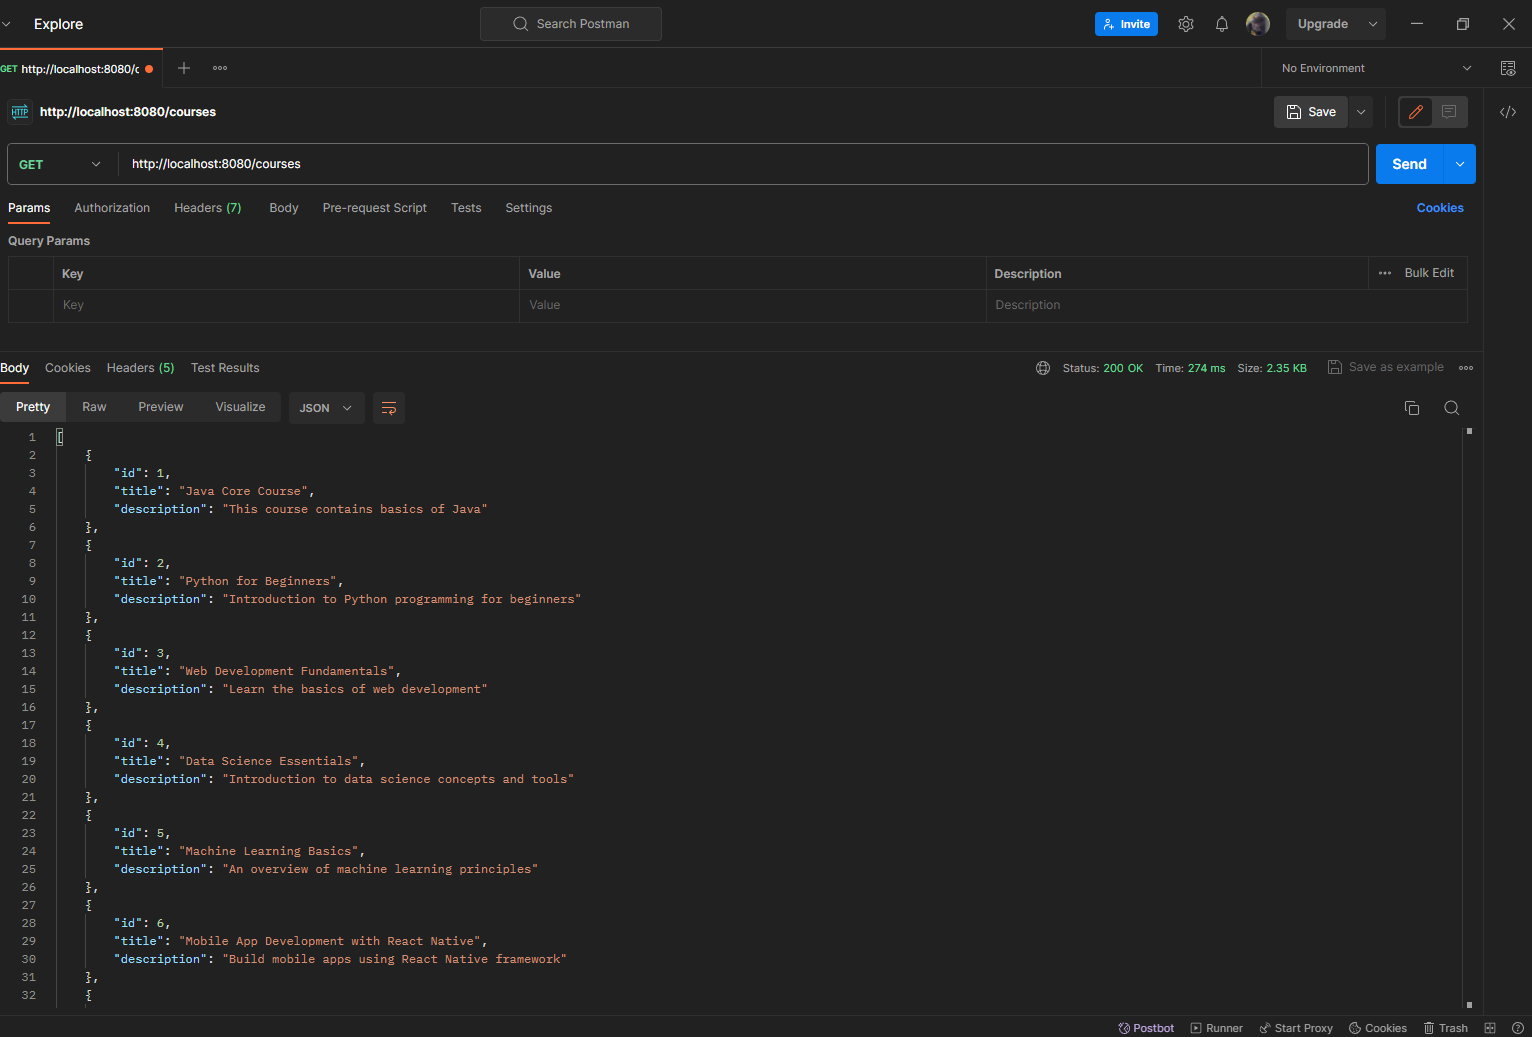 Explore
Search Postman
Invite
Upgrade
GET http://localhost:8080/c
No Environment
HTTP http://localhost:8080/courses
Save
GET http://localhost:8080/courses
Send
Params Authorization Headers (7) Body Pre-request Script Tests Settings Cookies
Query Params
Key Value Description Bulk Edit
Key Value Description
Body Cookies Headers (5) Test Results Status: 200 OK Time: 274 ms Size: 2.35 KB Save as example
Pretty Raw Preview Visualize JSON
1 [
2 {
3 "id": 1,
4 "title": "Java Core Course",
5 "description": "This course contains basics of Java"
6 },
7 {
8 "id": 2,
9 "title": "Python for Beginners",
10 "description": "Introduction to Python programming for beginners"
11 },
12 {
13 "id": 3,
14 "title": "Web Development Fundamentals",
15 "description": "Learn the basics of web development"
16 },
17 {
18 "id": 4,
19 "title": "Data Science Essentials",
20 "description": "Introduction to data science concepts and tools"
21 },
22 {
23 "id": 5,
24 "title": "Machine Learning Basics",
25 "description": "An overview of machine learning principles"
26 },
27 {
28 "id": 6,
29 "title": "Mobile App Development with React Native",
30 "description": "Build mobile apps using React Native framework"
31 },
32 {
Postbot Runner Start Proxy Cookies Trash